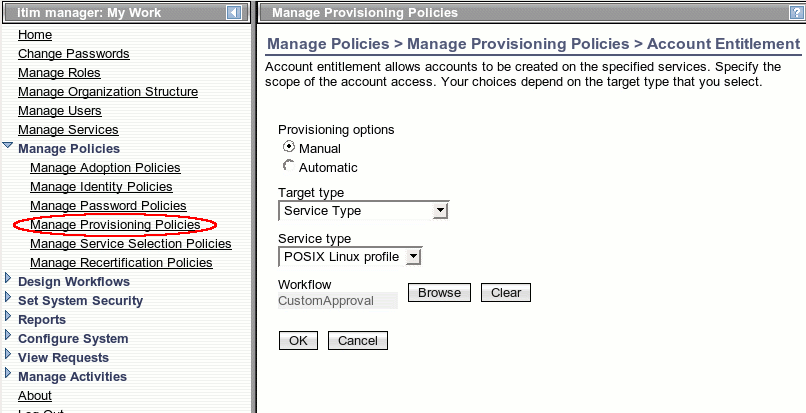 itim manager: My Work
Home
Change Passwords
Manage Roles
Manage Organization Structure
Manage Users
Manage Services
Manage Policies
Manage Adoption Policies
Manage Identity Policies
Manage Password Policies
Manage Provisioning Policies
Manage Service Selection Policies
Manage Recertification Policies
Design Workflows
Set System Security
Reports
Configure System
View Requests
Manage Activities
About
Log Out
Manage Provisioning Policies
?
Manage Policies > Manage Provisioning Policies > Account Entitlement
Account entitlement allows accounts to be created on the specified services. Specify the
scope of the account access. Your choices depend on the target type that you select.
Provisioning options
Manual
Automatic
Target type
Service Type
Service type
POSIX Linux profile
Workflow
CustomApproval Browse Clear
OK Cancel